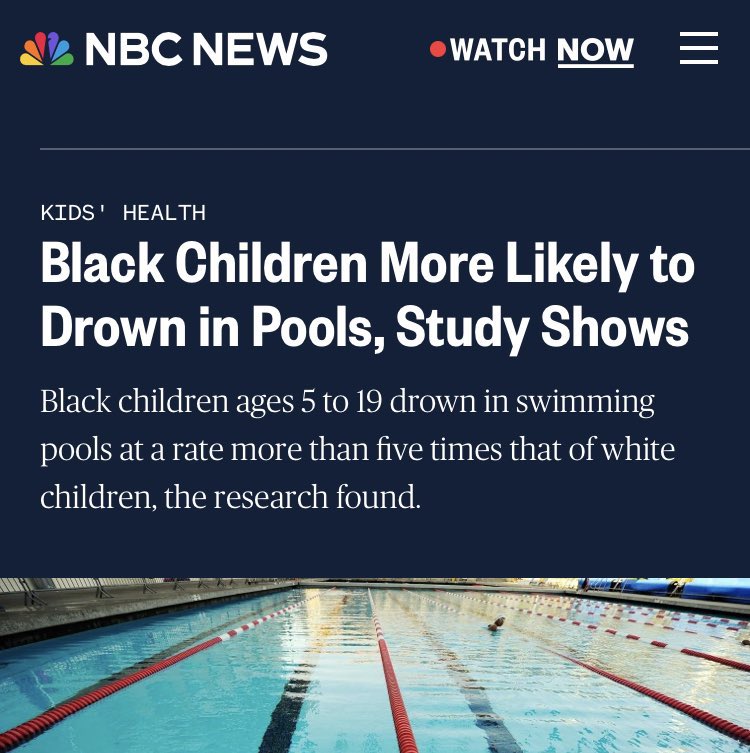 NBC NEWS
WATCH NOW
KIDS' HEALTH
Black Children More Likely to
Drown in Pools, Study Shows
Black children ages 5 to 19 drown in swimming
pools at a rate more than five times that of white
children, the research found.